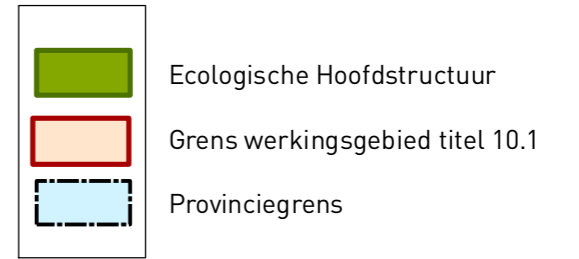 Ecologische Hoofdstructuur
Grens werkingsgebied titel 10.1
Provinciegrens